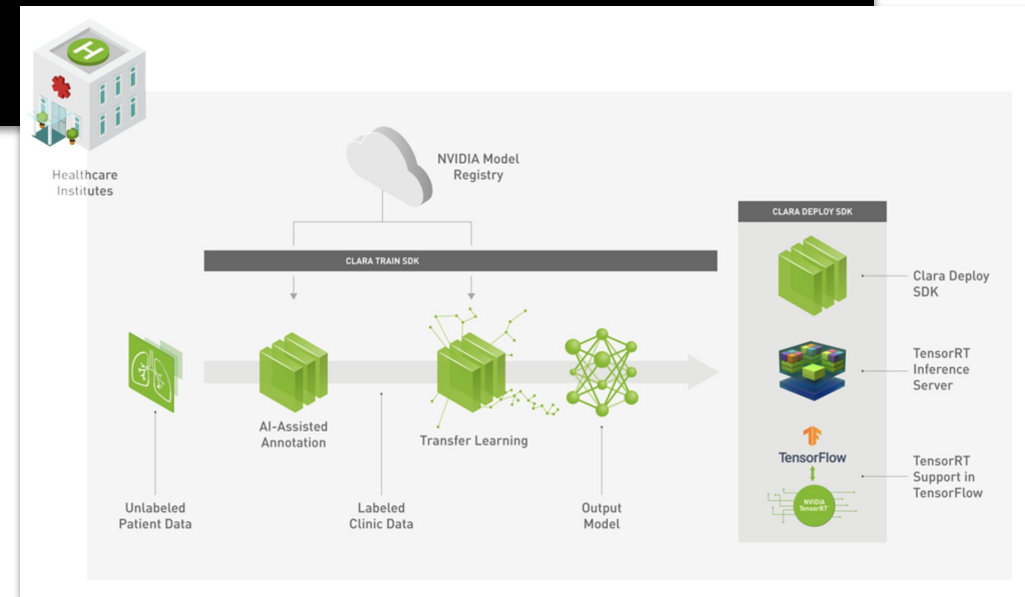 H
Healthcare
Institutes
NVIDIA Model
Registry
CLARA TRAIN SDK
CLARA DEPLOY SDK
Clara Deploy
SDK
TensorRT
Inference
Server
AI-Assisted
Annotation
Transfer Learning
TensorFlow
TensorRT
Support in
TensorFlow
NVIDIA
TensorRT
Unlabeled
Patient Data
Labeled
Clinic Data
Output
Model